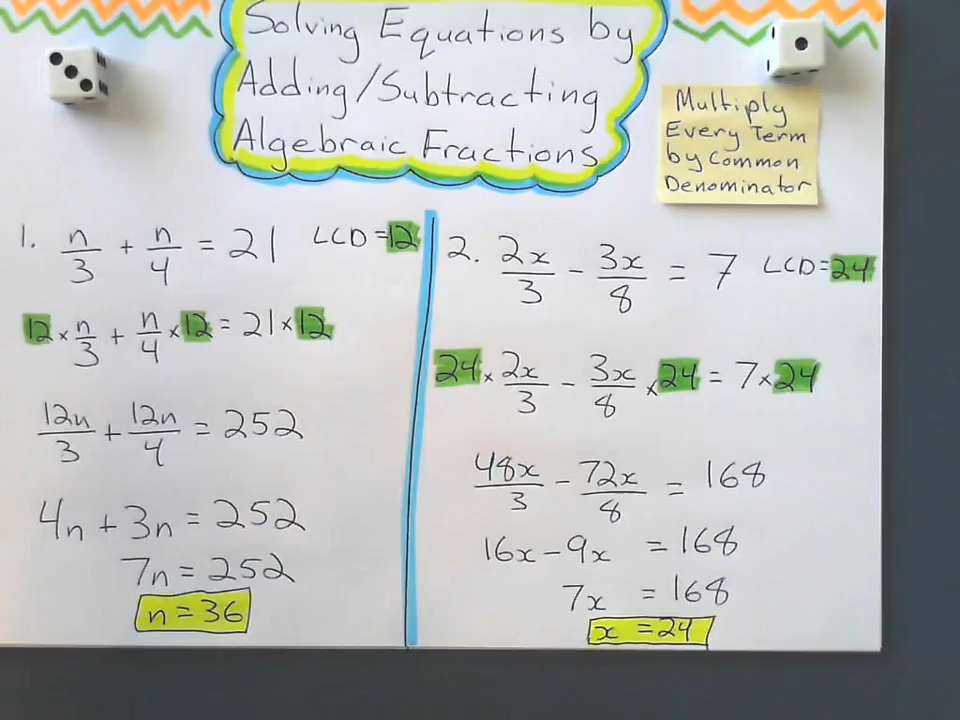 Solving Equations by
Adding/Subtracting
Algebraic Fractions
Multiply
Every Term
by Common
Denominator
1. n/3 + n/4 = 21 LCD=12
12 × n/3 + n/4 × 12 = 21 × 12
12n/3 + 12n/4 = 252
4n + 3n = 252
7n = 252
n = 36
2. 2x/3 - 3x/8 = 7 LCD=24
24 × 2x/3 - 3x/8 × 24 = 7 × 24
48x/3 - 72x/8 = 168
16x - 9x = 168
7x = 168
x = 24